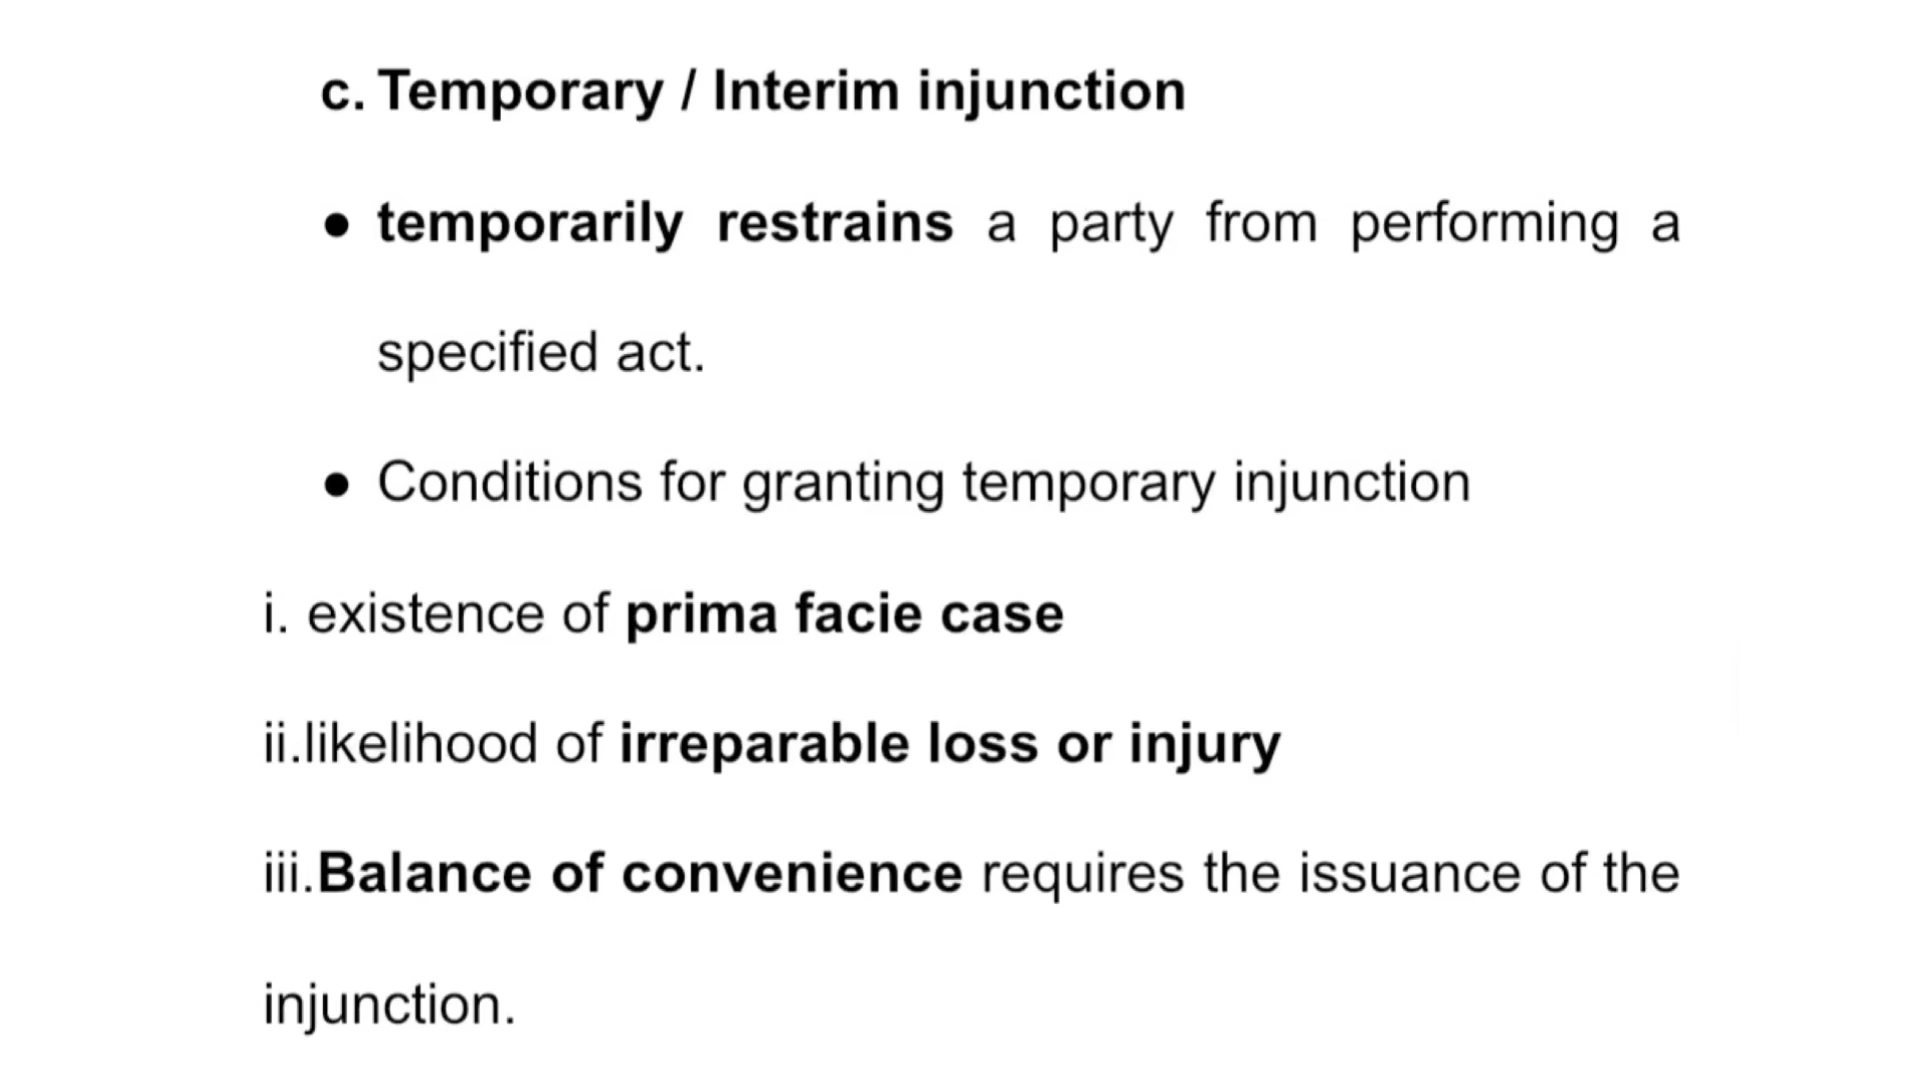 c. Temporary / Interim injunction
● temporarily restrains a party from performing a
specified act.
● Conditions for granting temporary injunction
i. existence of prima facie case
ii.likelihood of irreparable loss or injury
iii.Balance of convenience requires the issuance of the
injunction.